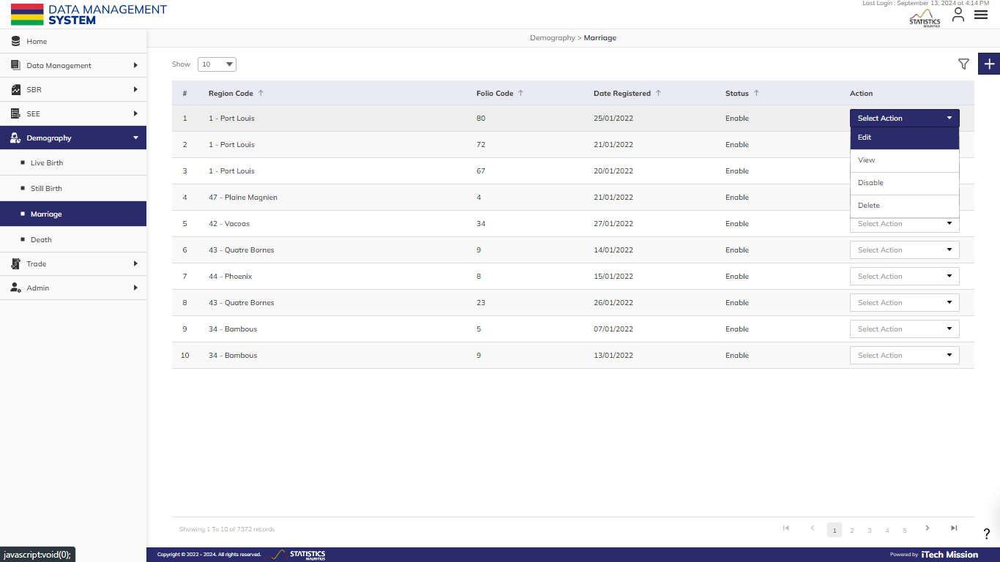 DATA MANAGEMENT
SYSTEM
Last Login : September 13, 2024 at 4:14 PM
STATISTICS
MAURITIUS
Home
Data Management
SBR
SEE
Demography
Live Birth
Still Birth
Marriage
Death
Trade
Admin
Demography > Marriage
Show 10
# Region Code Folio Code Date Registered Status Action
1 1 - Port Louis 80 25/01/2022 Enable Select Action
Edit
2 1 - Port Louis 72 21/01/2022 Enable
View
3 1 - Port Louis 67 20/01/2022 Enable
Disable
4 47 - Plaine Magnien 4 21/01/2022 Enable
Delete
5 42 - Vacoas 34 27/01/2022 Enable Select Action
6 43 - Quatre Bornes 9 14/01/2022 Enable Select Action
7 44 - Phoenix 8 15/01/2022 Enable Select Action
8 43 - Quatre Bornes 23 26/01/2022 Enable Select Action
9 34 - Bambous 5 07/01/2022 Enable Select Action
10 34 - Bambous 9 13/01/2022 Enable Select Action
Showing 1 To 10 of 7372 records
1 2 3 4 5
?
javascript:void(0);
Copyright © 2022 - 2024. All rights reserved.
STATISTICS
MAURITIUS
Powered by iTech Mission